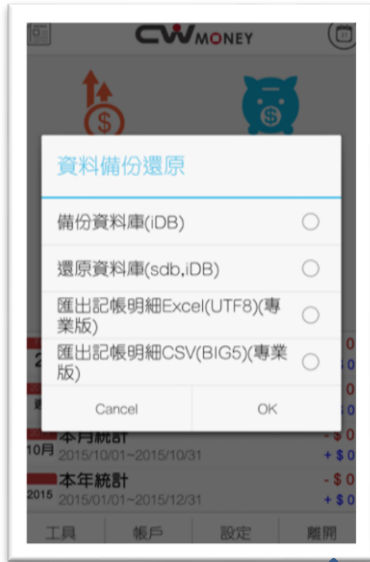 CWMONEY
資料備份還原
備份資料庫(iDB)
還原資料庫(sdb,iDB)
匯出記帳明細Excel(UTF8)(專
業版)
匯出記帳明細CSV(BIG5)(專業
版)
Cancel OK
本月統計 - $ 0
10月 2015/10/01~2015/10/31 + $ 0
本年統計 - $ 0
2015 2015/01/01~2015/12/31 + $ 0
工具 帳戶 設定 離開